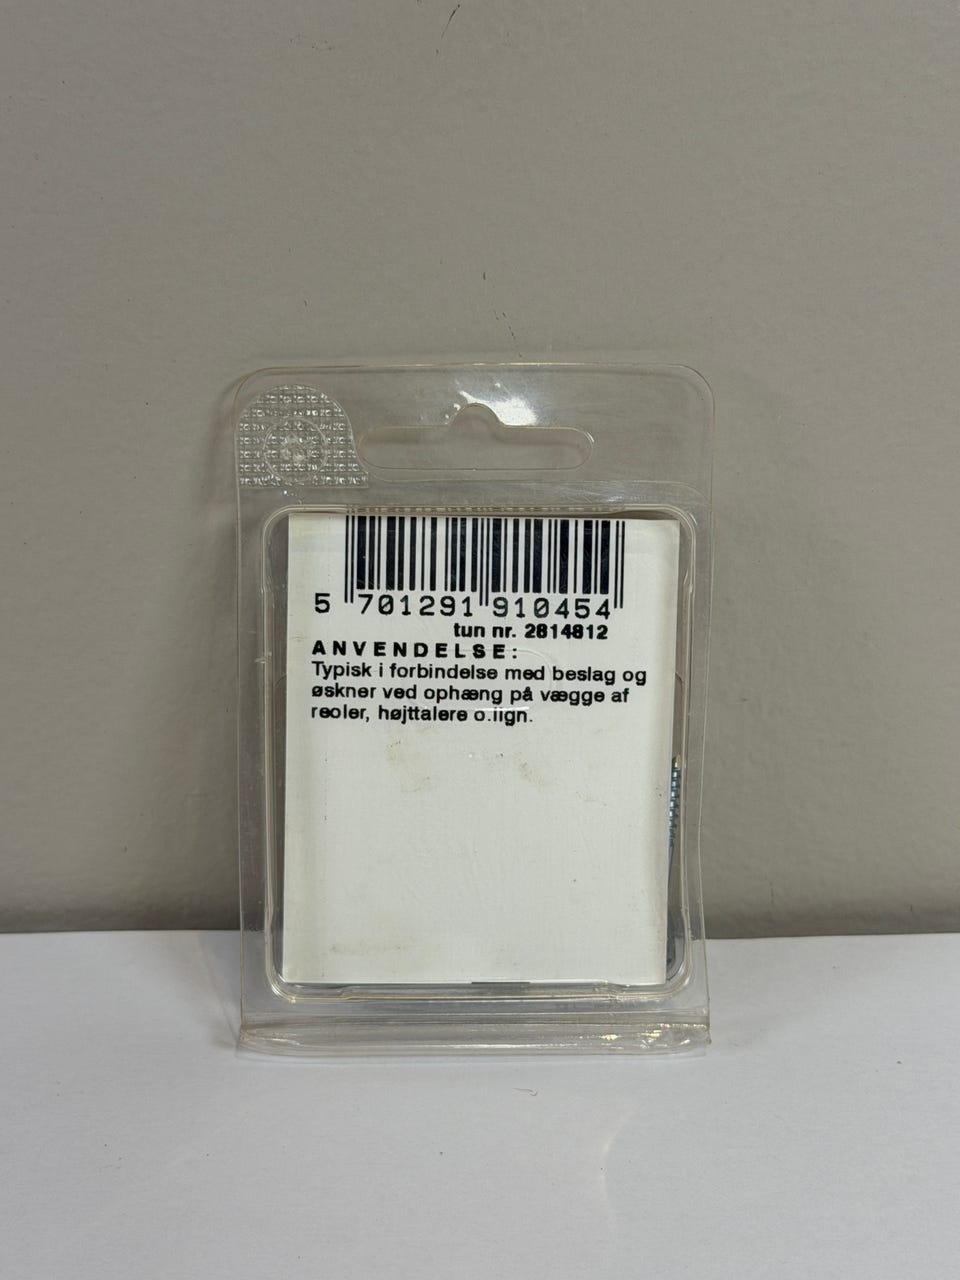 5 701291 910454
tun nr. 2614612
ANVENDELSE:
Typisk i forbindelse med beslag og
øskner ved ophæng på vægge af
reoler, højttalere o.lign.